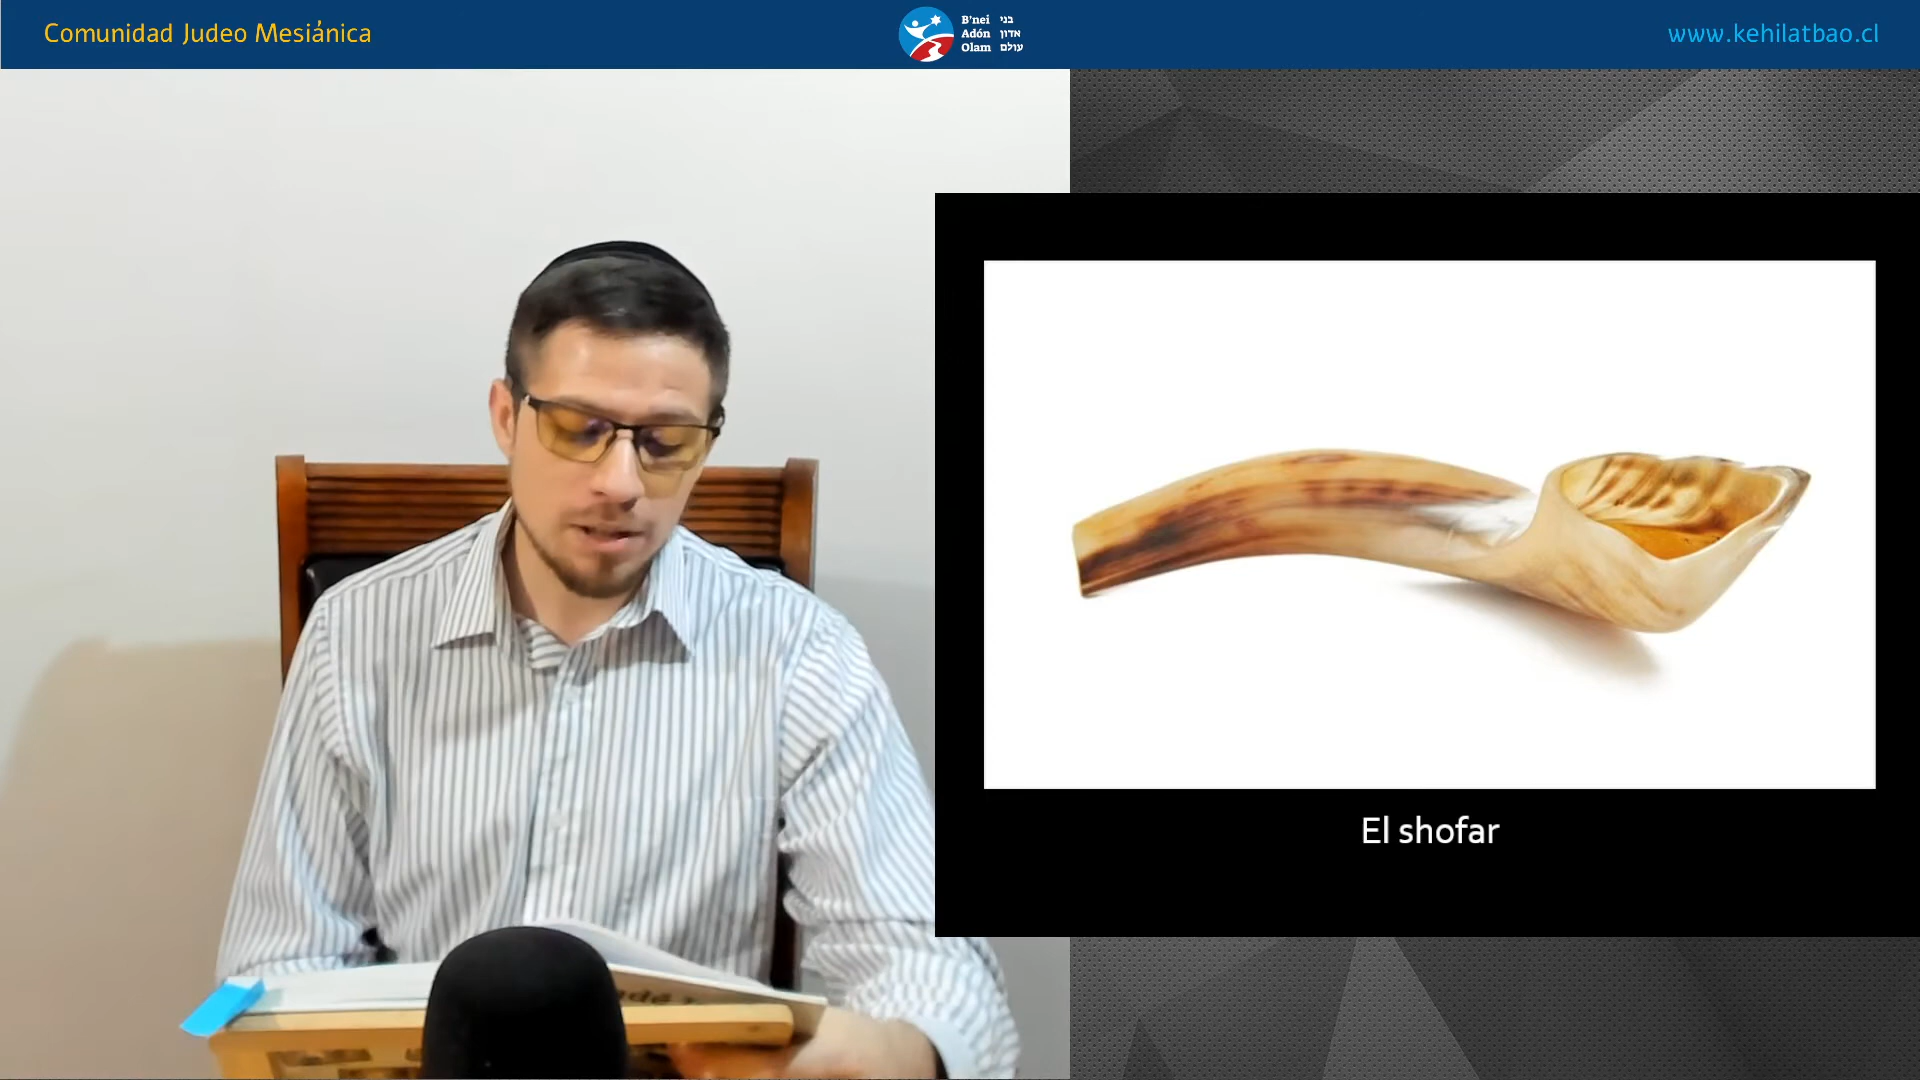 Comunidad Judeo Mesiánica
B'nei בני
Adón אדון
Olam עולם
www.kehilatbao.cl
El shofar